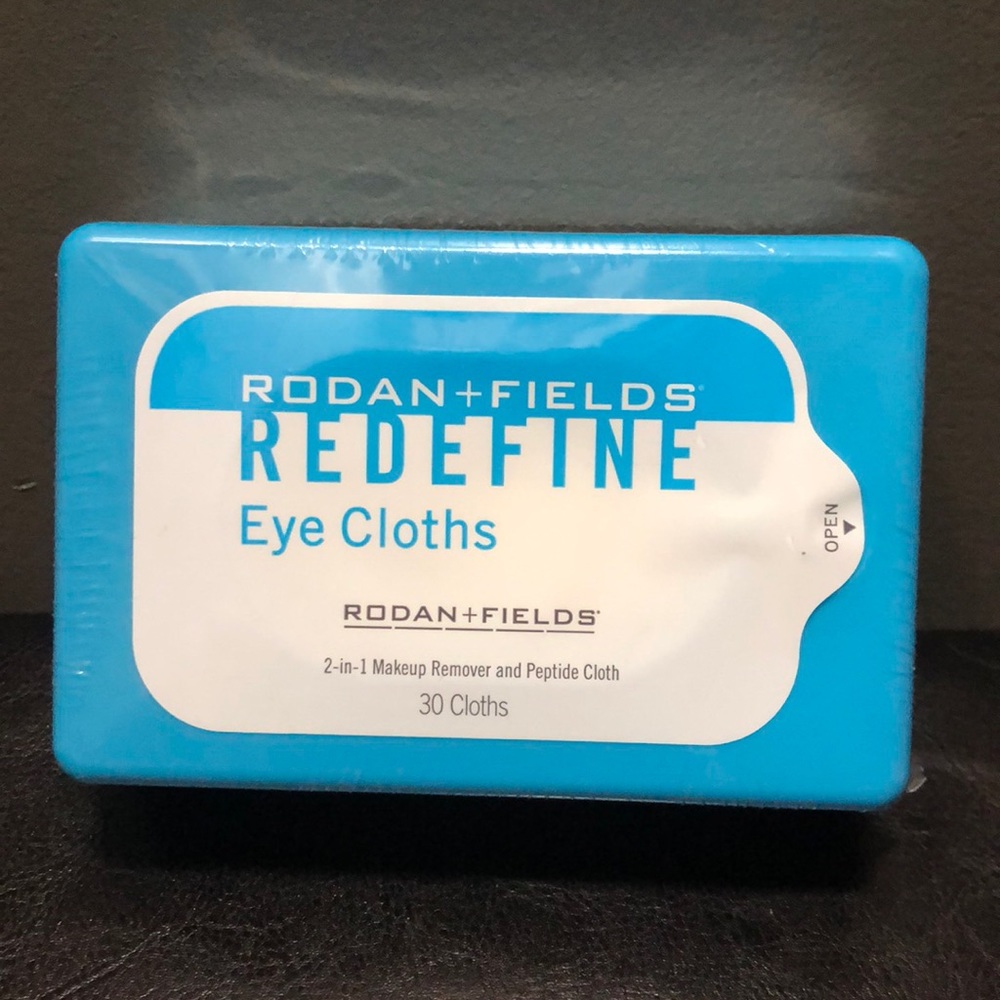 RODAN+FIELDS®
REDEFINE
Eye Cloths
OPEN
RODAN+FIELDS®
2-in-1 Makeup Remover and Peptide Cloth
30 Cloths